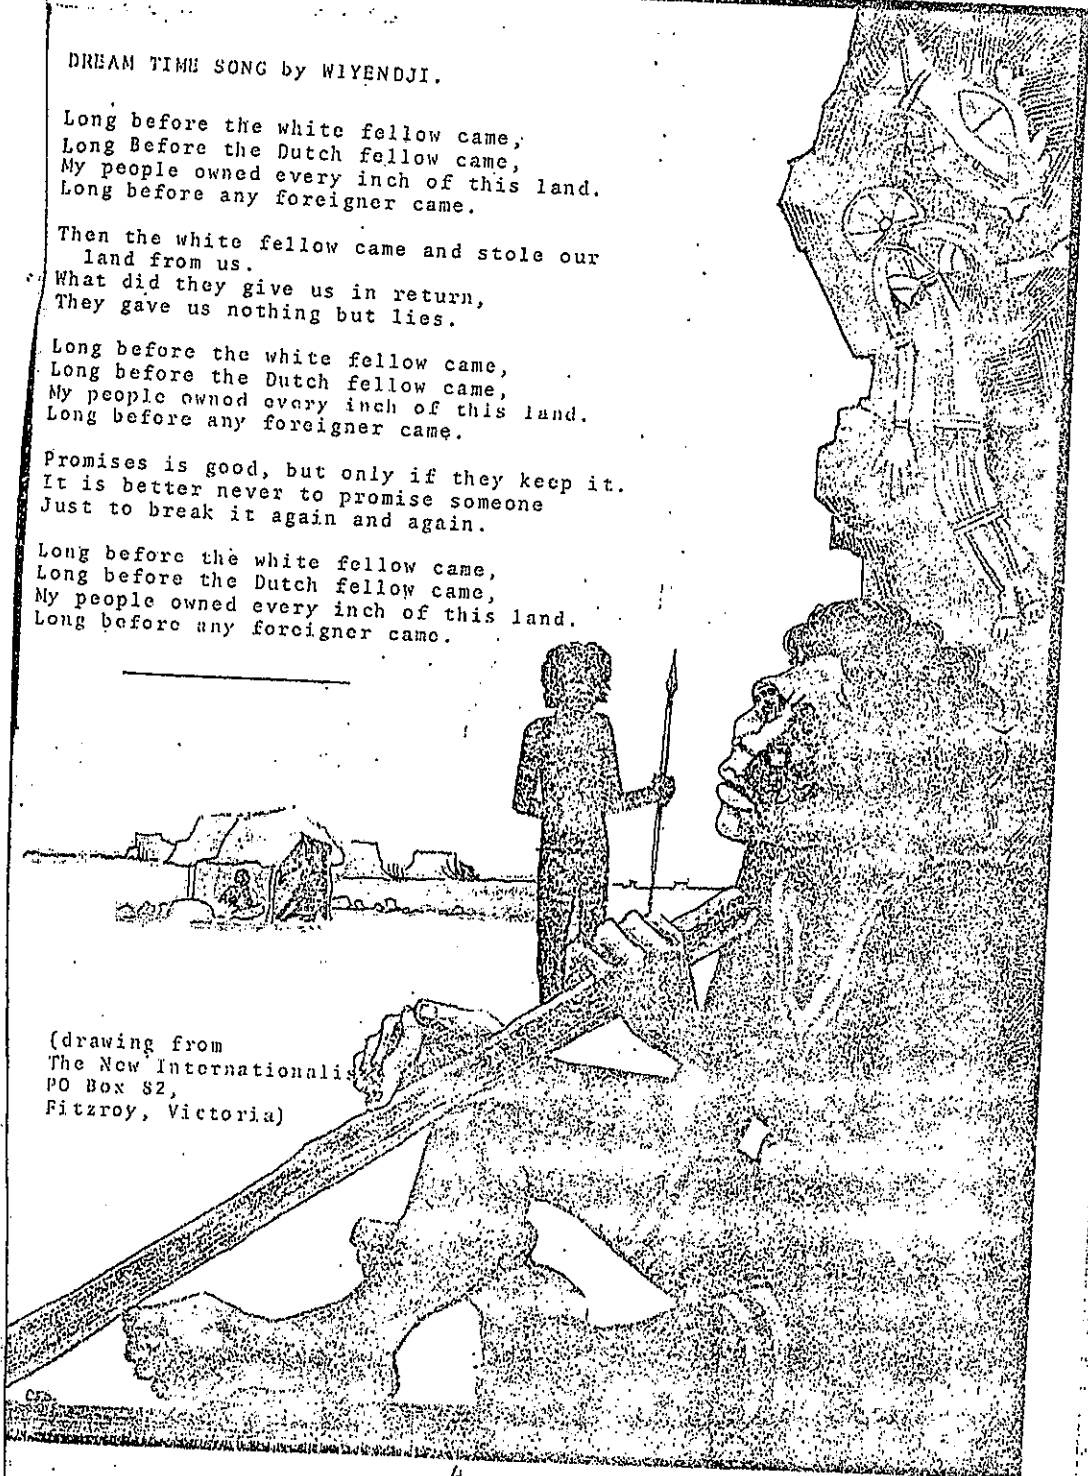 DREAM TIME SONG by WIYENDJI.
Long before the white fellow came,
Long Before the Dutch fellow came,
My people owned every inch of this land.
Long before any foreigner came.
Then the white fellow came and stole our
land from us.
What did they give us in return,
They gave us nothing but lies.
Long before the white fellow came,
Long before the Dutch fellow came,
My people owned every inch of this land.
Long before any foreigner came.
Promises is good, but only if they keep it.
It is better never to promise someone
Just to break it again and again.
Long before the white fellow came,
Long before the Dutch fellow came,
My people owned every inch of this land.
Long before any foreigner came.
(drawing from
The New Internationalis
PO Box 82,
Fitzroy, Victoria)